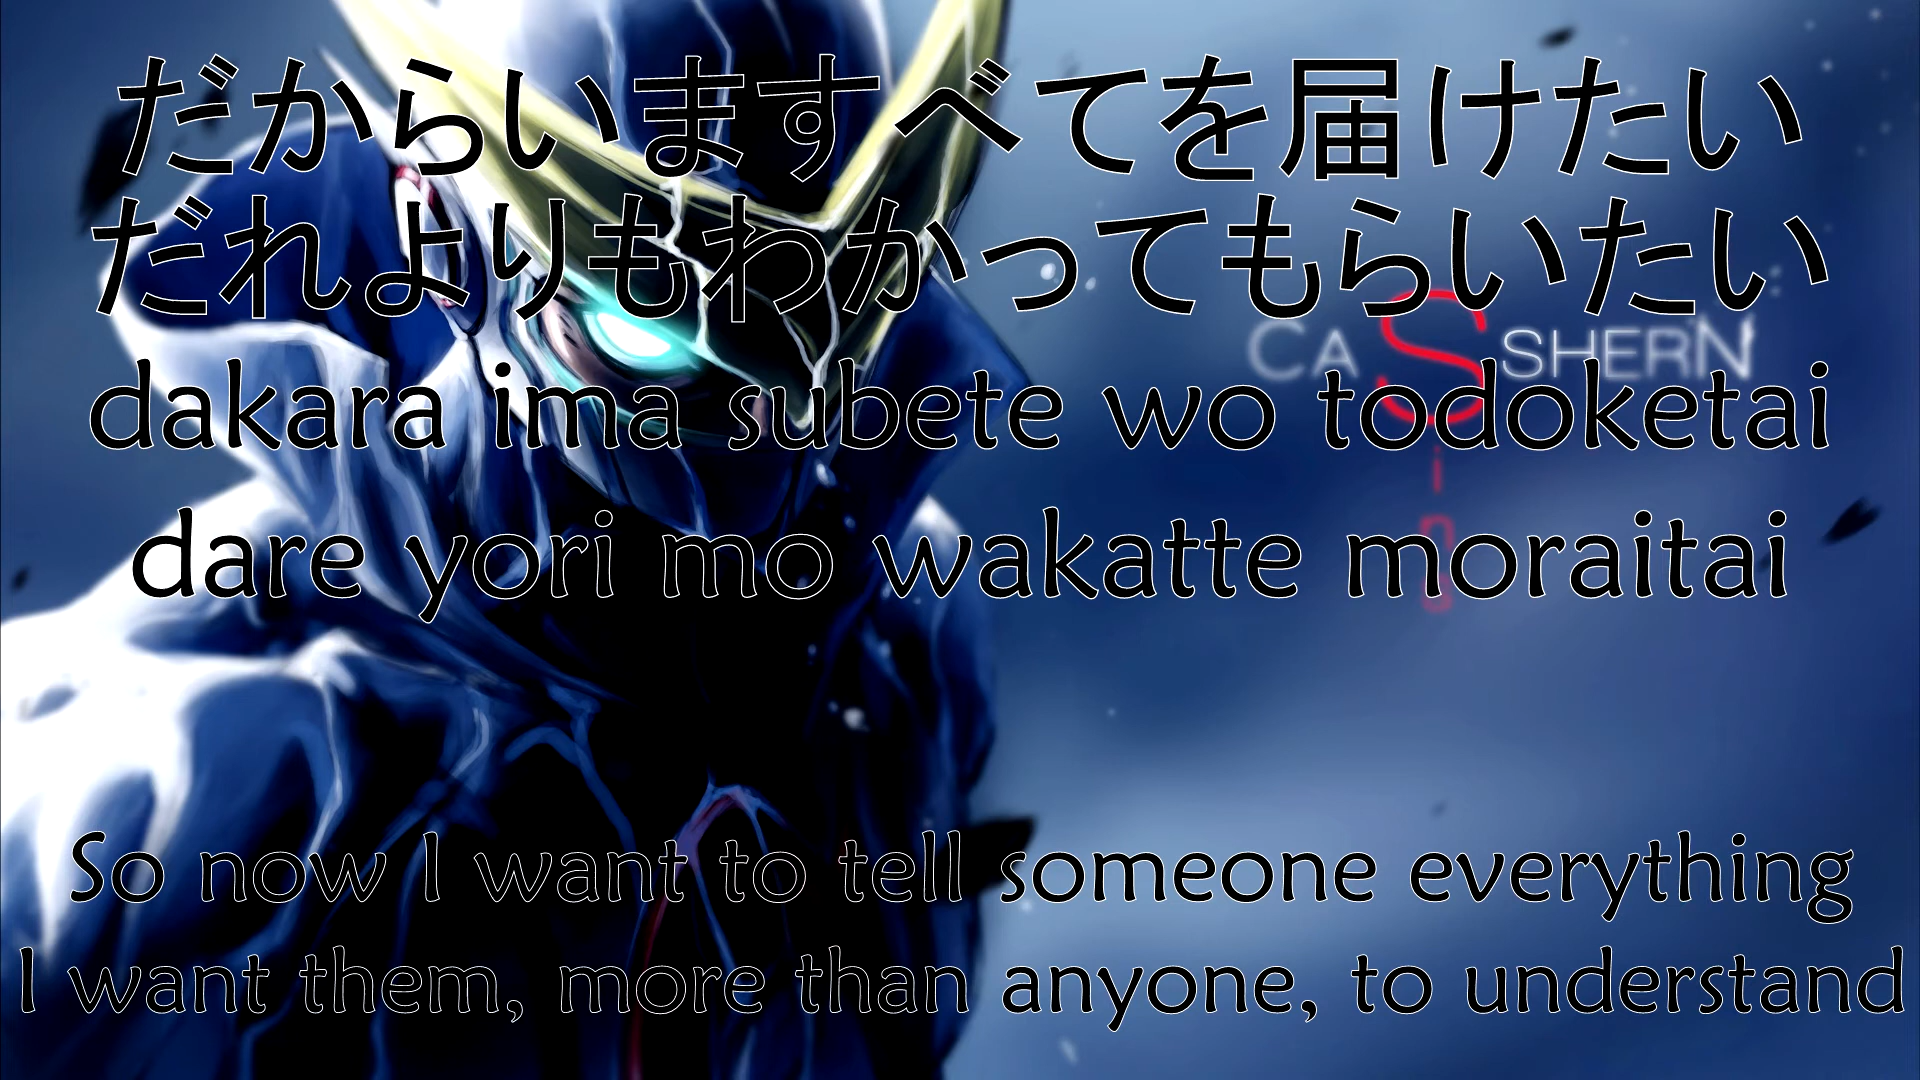 だからいますべてを届けたい
だれよりもわかってもらいたい
CaSsherN
Sins
dakara ima subete wo todoketai
dare yori mo wakatte moraitai
So now I want to tell someone everything
I want them, more than anyone, to understand